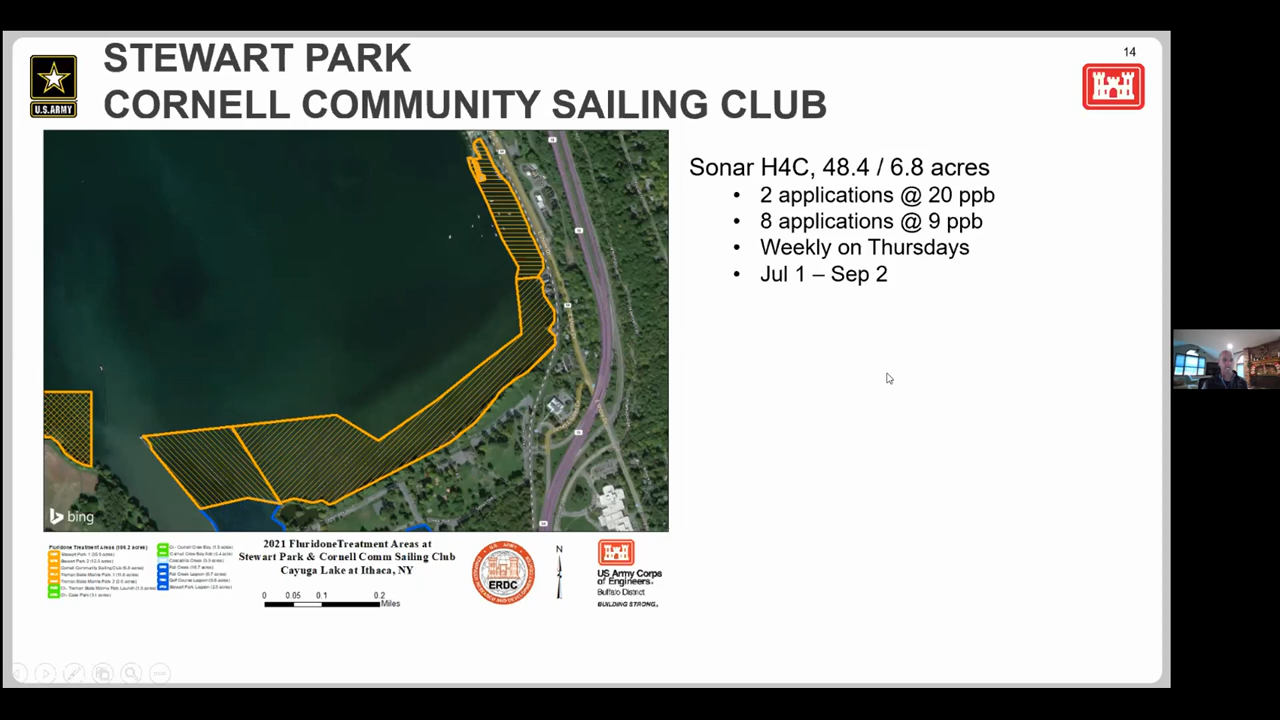 14
STEWART PARK
CORNELL COMMUNITY SAILING CLUB
U.S.ARMY
Sonar H4C, 48.4 / 6.8 acres
• 2 applications @ 20 ppb
• 8 applications @ 9 ppb
• Weekly on Thursdays
• Jul 1 – Sep 2
bing
2021 FluridoneTreatment Areas at
Stewart Park & Cornell Comm Sailing Club
Cayuga Lake at Ithaca, NY
0 0.05 0.1 0.2
Miles
ERDC
N
US Army Corps
of Engineers.
Buffalo District
BUILDING STRONG.